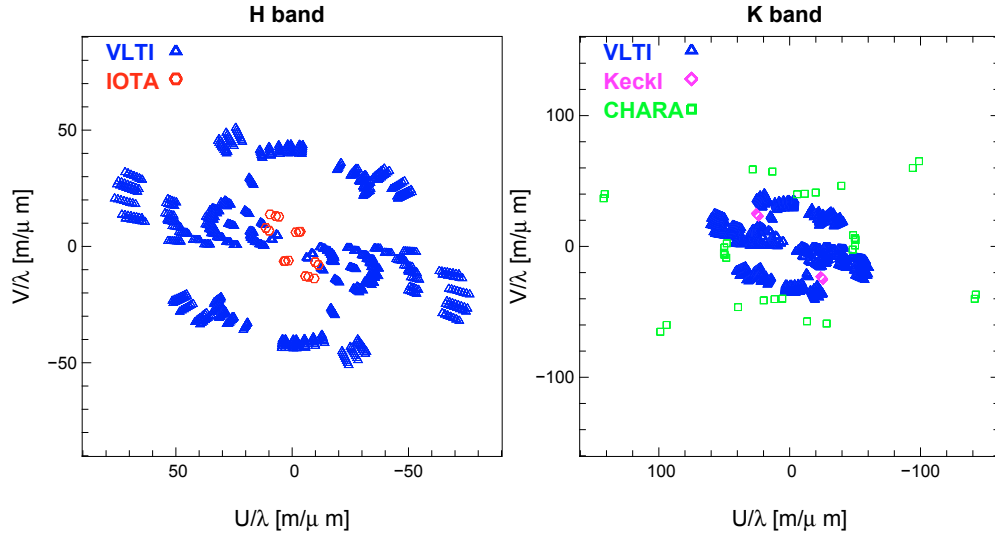 H band
VLTI
IOTA
50
0
−50
50
0
−50
V/λ [m/μ m]
U/λ [m/μ m]
K band
VLTI
KeckI
CHARA
100
0
−100
100
0
−100
V/λ [m/μ m]
U/λ [m/μ m]